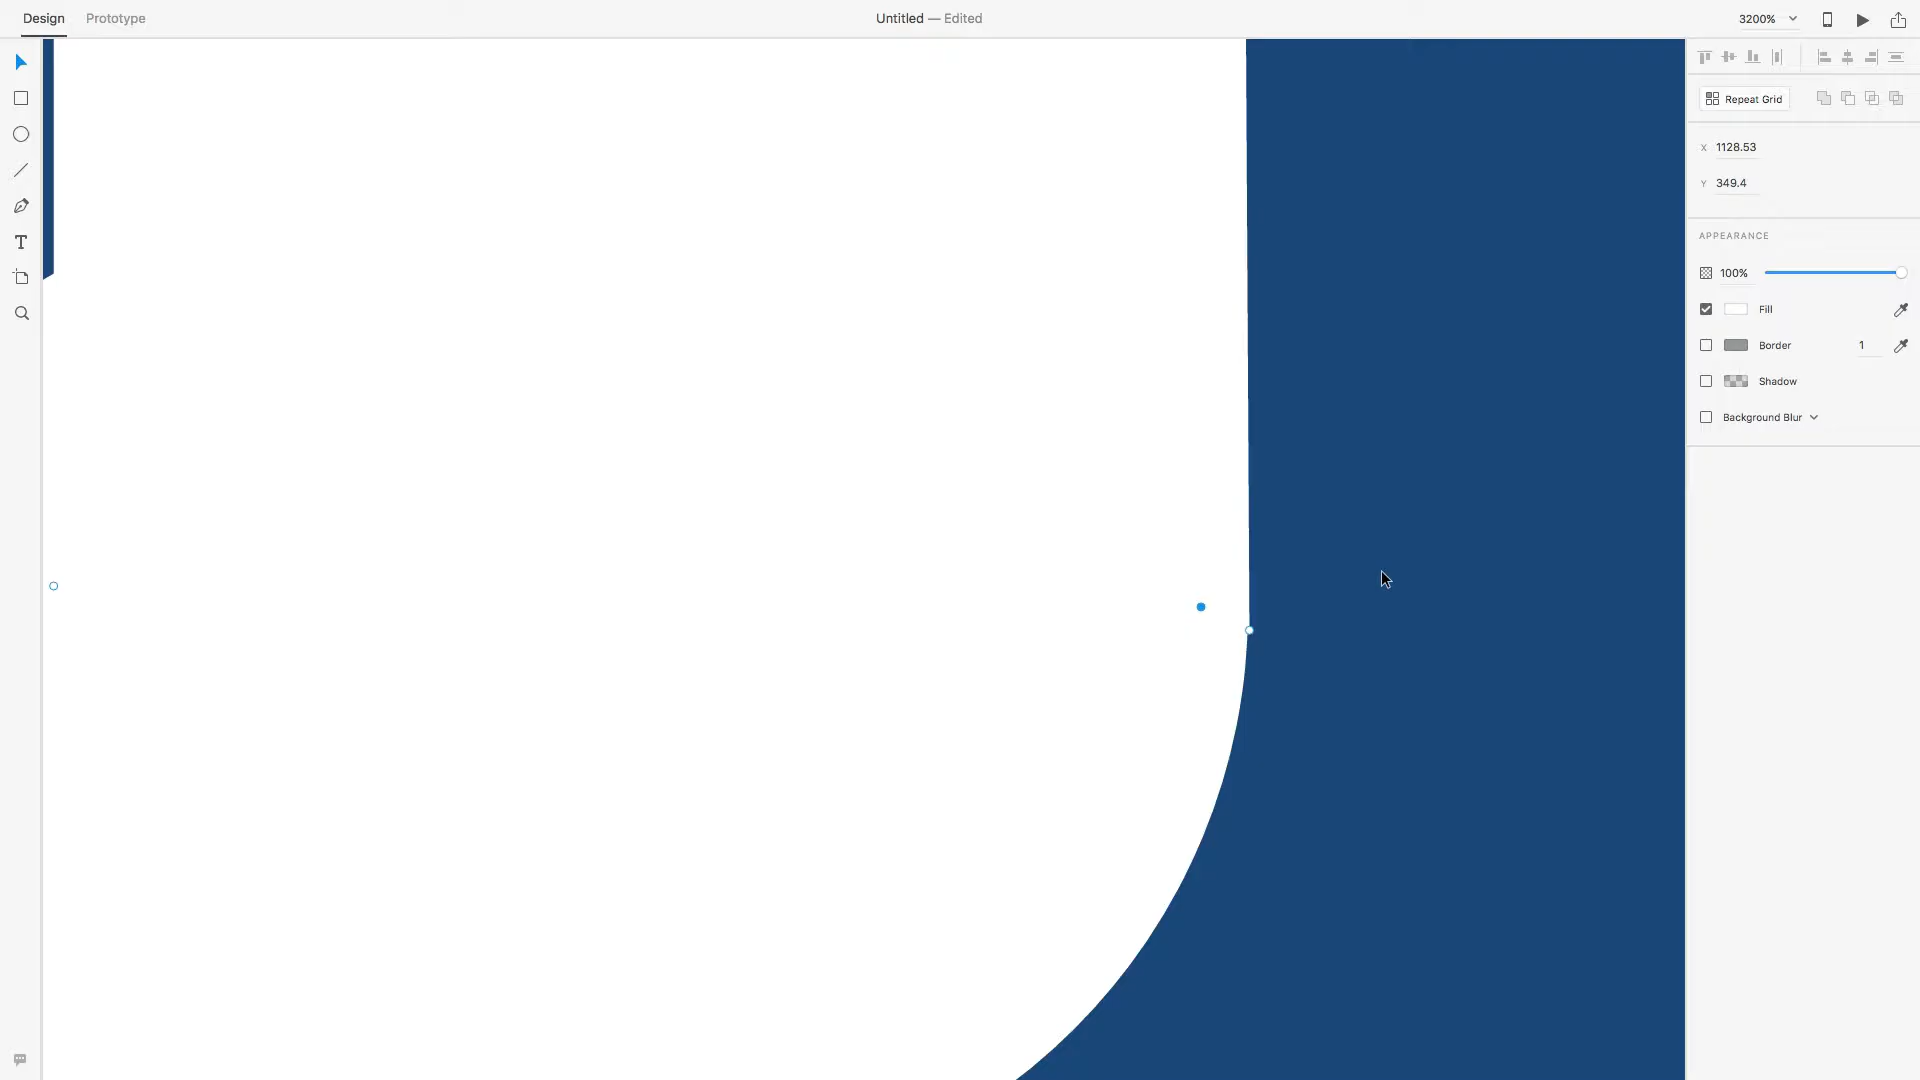 Design Prototype Untitled — Edited 3200%
Repeat Grid
X 1128.53
Y 349.4
APPEARANCE
100%
Fill
Border 1
Shadow
Background Blur